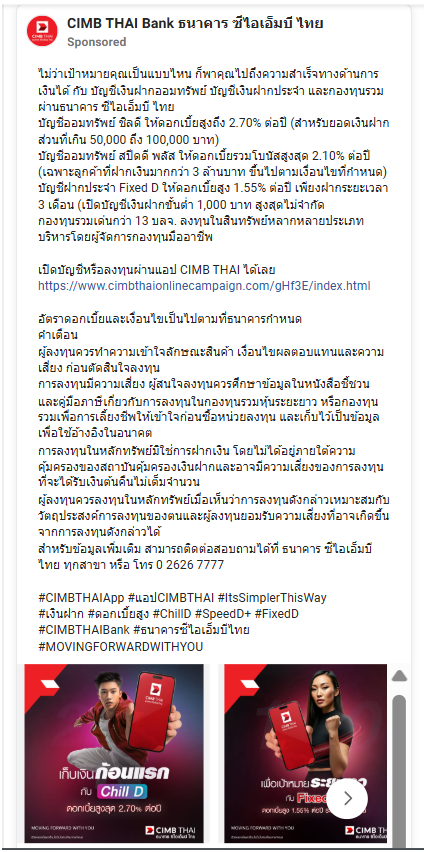 CIMB THAI Bank ธนาคาร ซีไอเอ็มบี ไทย
Sponsored
ไม่ว่าเป้าหมายคุณเป็นแบบไหน ก็พาคุณไปถึงความสำเร็จทางด้านการ
เงินได้ กับ บัญชีเงินฝากออมทรัพย์ บัญชีเงินฝากประจำ และกองทุนรวม
ผ่านธนาคาร ซีไอเอ็มบี ไทย
บัญชีออมทรัพย์ ชิลดี ให้ดอกเบี้ยสูงถึง 2.70% ต่อปี (สำหรับยอดเงินฝาก
ส่วนที่เกิน 50,000 ถึง 100,000 บาท)
บัญชีออมทรัพย์ สปีดดี พลัส ให้ดอกเบี้ยรวมโบนัสสูงสุด 2.10% ต่อปี
(เฉพาะลูกค้าที่ฝากเงินมากกว่า 3 ล้านบาท ขึ้นไปตามเงื่อนไขที่กำหนด)
บัญชีฝากประจำ Fixed D ให้ดอกเบี้ยสูง 1.55% ต่อปี เพียงฝากระยะเวลา
3 เดือน (เปิดบัญชีเงินฝากขั้นต่ำ 1,000 บาท สูงสุดไม่จำกัด
กองทุนรวมเด่นกว่า 13 บลจ. ลงทุนในสินทรัพย์หลากหลายประเภท
บริหารโดยผู้จัดการกองทุนมืออาชีพ
เปิดบัญชีหรือลงทุนผ่านแอป CIMB THAI ได้เลย
https://www.cimbthaionlinecampaign.com/gHf3E/index.html
อัตราดอกเบี้ยและเงื่อนไขเป็นไปตามที่ธนาคารกำหนด
คำเตือน
ผู้ลงทุนควรทำความเข้าใจลักษณะสินค้า เงื่อนไขผลตอบแทนและความ
เสี่ยง ก่อนตัดสินใจลงทุน
การลงทุนมีความเสี่ยง ผู้สนใจลงทุนควรศึกษาข้อมูลในหนังสือชี้ชวน
และคู่มือภาษีเกี่ยวกับการลงทุนในกองทุนรวมหุ้นระยะยาว หรือกองทุน
รวมเพื่อการเลี้ยงชีพให้เข้าใจก่อนซื้อหน่วยลงทุน และเก็บไว้เป็นข้อมูล
เพื่อใช้อ้างอิงในอนาคต
การลงทุนในหลักทรัพย์มิใช่การฝากเงิน โดยไม่ได้อยู่ภายใต้ความ
คุ้มครองของสถาบันคุ้มครองเงินฝากและอาจมีความเสี่ยงของการลงทุน
ที่จะได้รับเงินต้นคืนไม่เต็มจำนวน
ผู้ลงทุนควรลงทุนในหลักทรัพย์เมื่อเห็นว่าการลงทุนดังกล่าวเหมาะสมกับ
วัตถุประสงค์การลงทุนของตนและผู้ลงทุนยอมรับความเสี่ยงที่อาจเกิดขึ้น
จากการลงทุนดังกล่าวได้
สำหรับข้อมูลเพิ่มเติม สามารถติดต่อสอบถามได้ที่ ธนาคาร ซีไอเอ็มบี
ไทย ทุกสาขา หรือ โทร 0 2626 7777
#CIMBTHAIApp #แอปCIMBTHAI #ItsSimplerThisWay
#เงินฝาก #ดอกเบี้ยสูง #ChillD #SpeedD+ #FixedD
#CIMBTHAIBank #ธนาคารซีไอเอ็มบีไทย
#MOVINGFORWARDWITHYOU
CIMB THAI
CIMB THAI
เก็บเงินก้อนแรก
กับ Chill D
ดอกเบี้ยสูงสุด 2.70% ต่อปี
MOVING FORWARD WITH YOU
CIMB THAI
ธนาคาร ซีไอเอ็มบี ไทย
เพื่อเป้าหมาย
กับ Fixed
ดอกเบี้ยสูง 1.55% ต่อปี
MOVING FORWARD WITH YOU
CIMB THAI
ธนาคาร ซีไอเอ็มบี ไทย